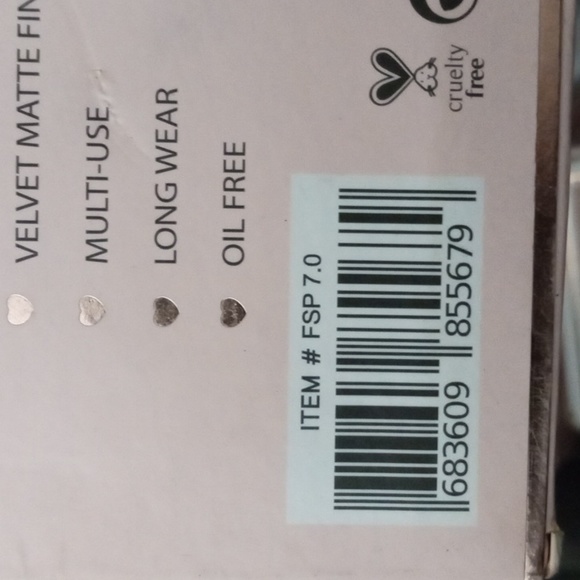 VELVET MATTE FIN
MULTI-USE
LONG WEAR
OIL FREE
cruelty
free
ITEM # FSP 7.0
683609 855679